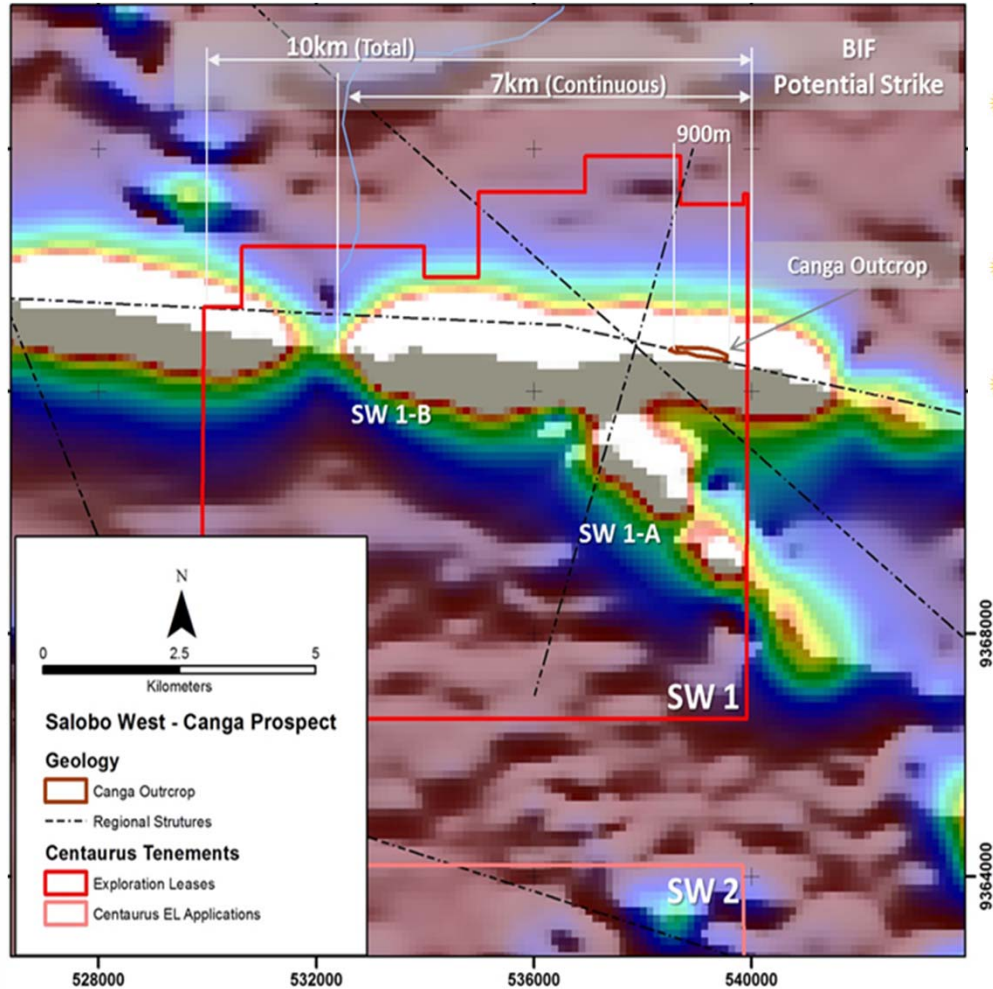 10km (Total)
BIF
Potential Strike
7km (Continuous)
900m
Canga Outcrop
SW 1-B
SW 1-A
SW 1
SW 2
N
0 2.5 5
Kilometers
Salobo West - Canga Prospect
Geology
Canga Outcrop
Regional Strutures
Centaurus Tenements
Exploration Leases
Centaurus EL Applications
9368000
9364000
528000 532000 536000 540000